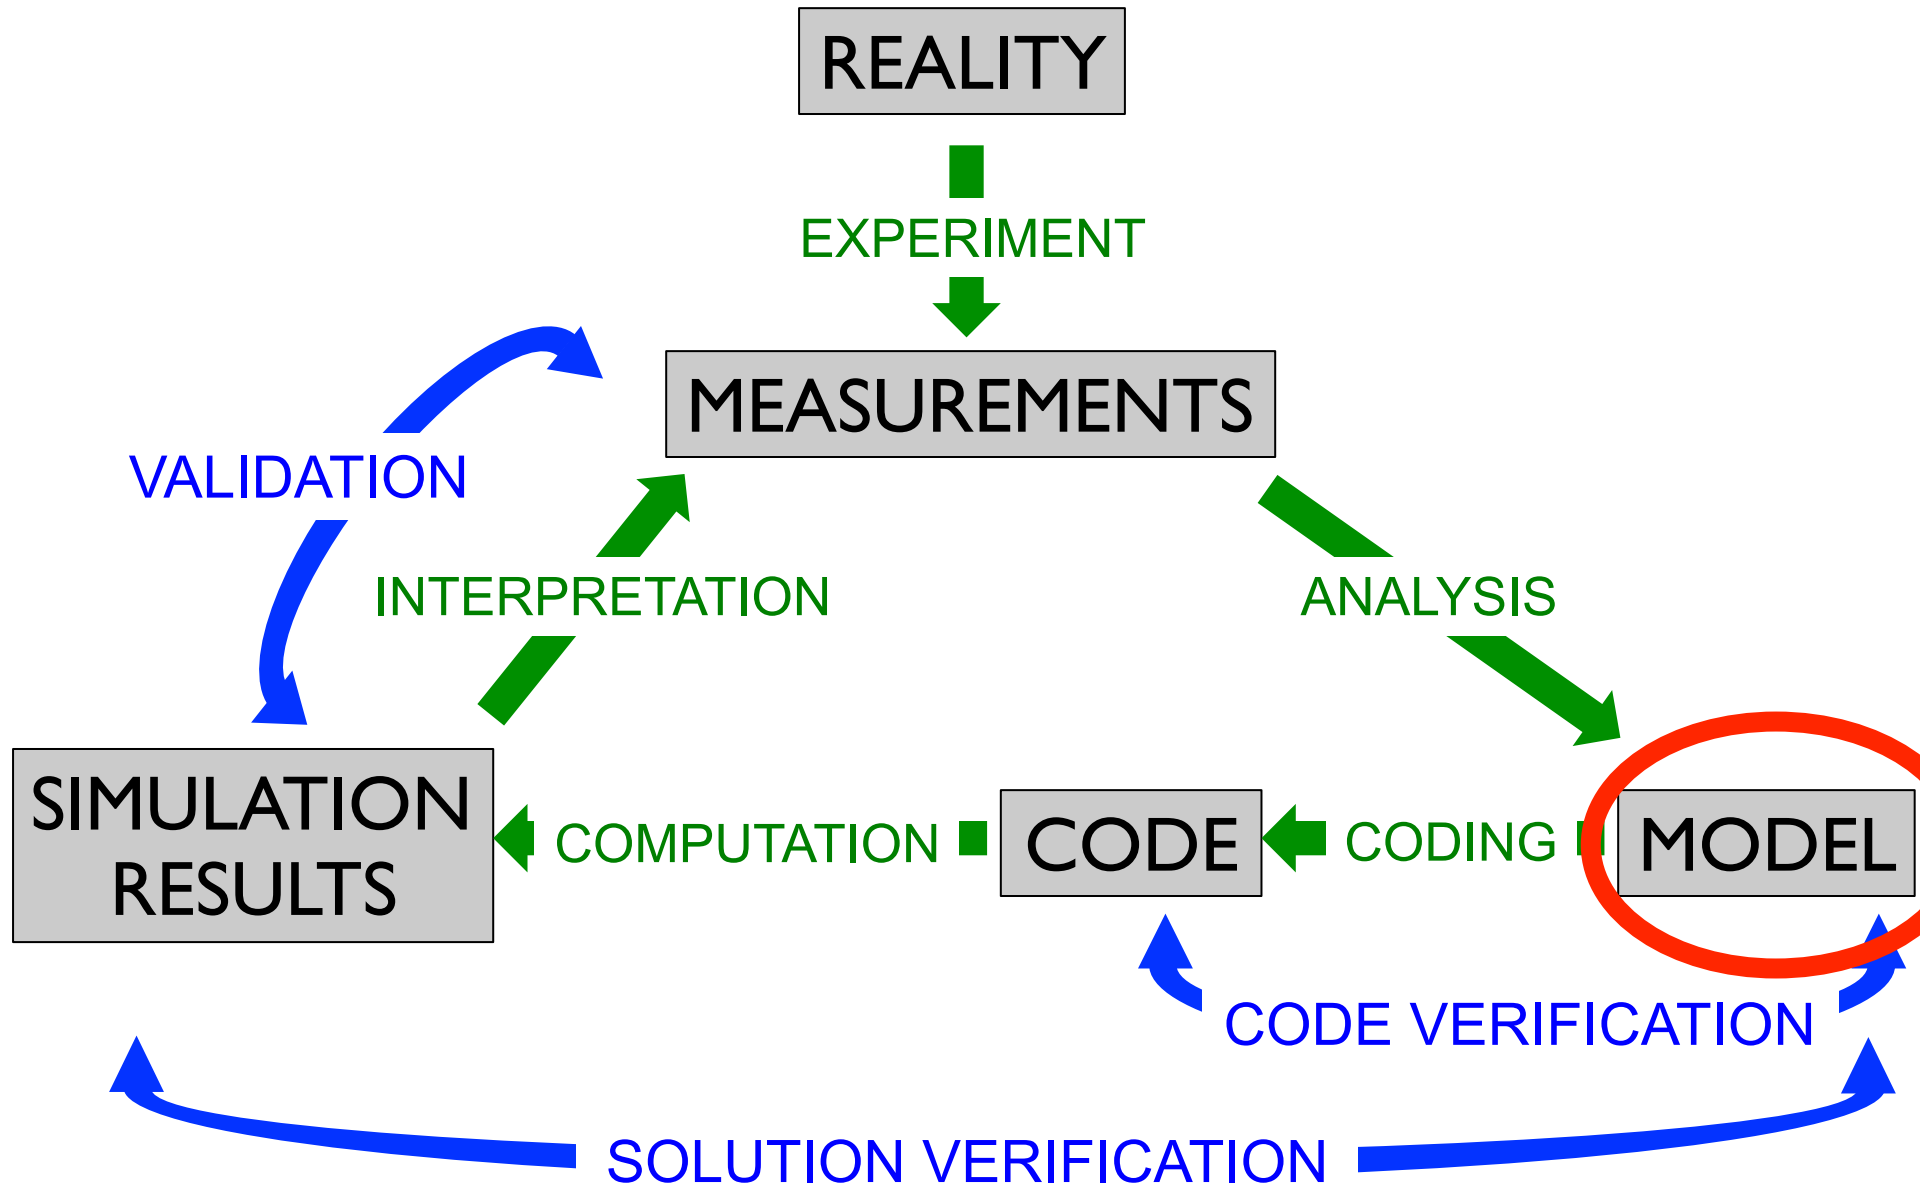 REALITY
EXPERIMENT
MEASUREMENTS
VALIDATION
INTERPRETATION
ANALYSIS
SIMULATION
RESULTS
COMPUTATION
CODE
CODING
MODEL
CODE VERIFICATION
SOLUTION VERIFICATION